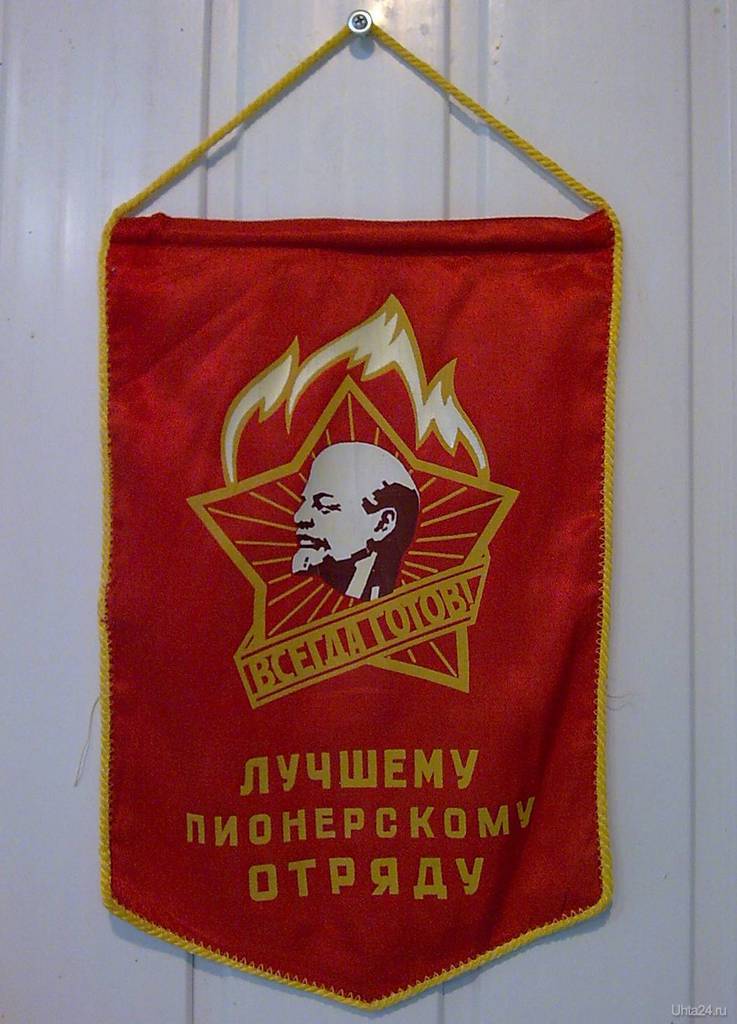 ВСЕГДА ГОТОВ!
ЛУЧШЕМУ
ПИОНЕРСКОМУ
ОТРЯДУ
Uhta24.ru